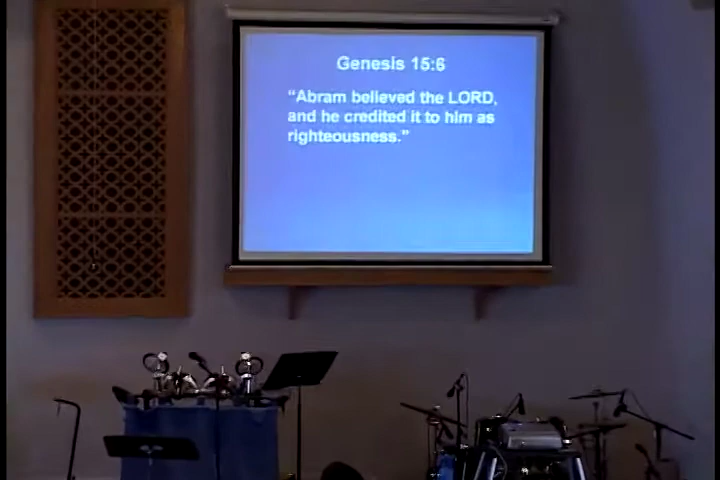 Genesis 15:6
“Abram believed the LORD,
and he credited it to him as
righteousness.”